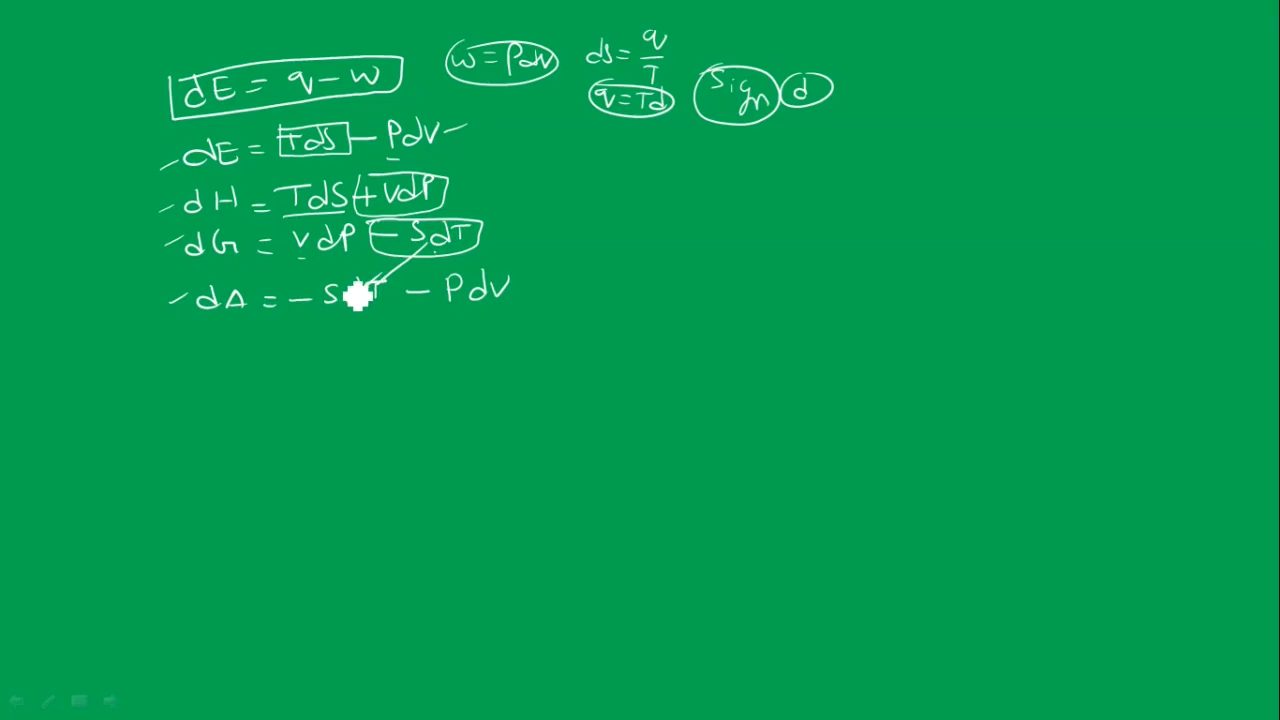 dE = q - w   w = PdV   ds = q/T
q = Td   Sign   d
dE = TdS - PdV
dH = TdS + VdP
dG = VdP - SdT
dA = - S T - PdV